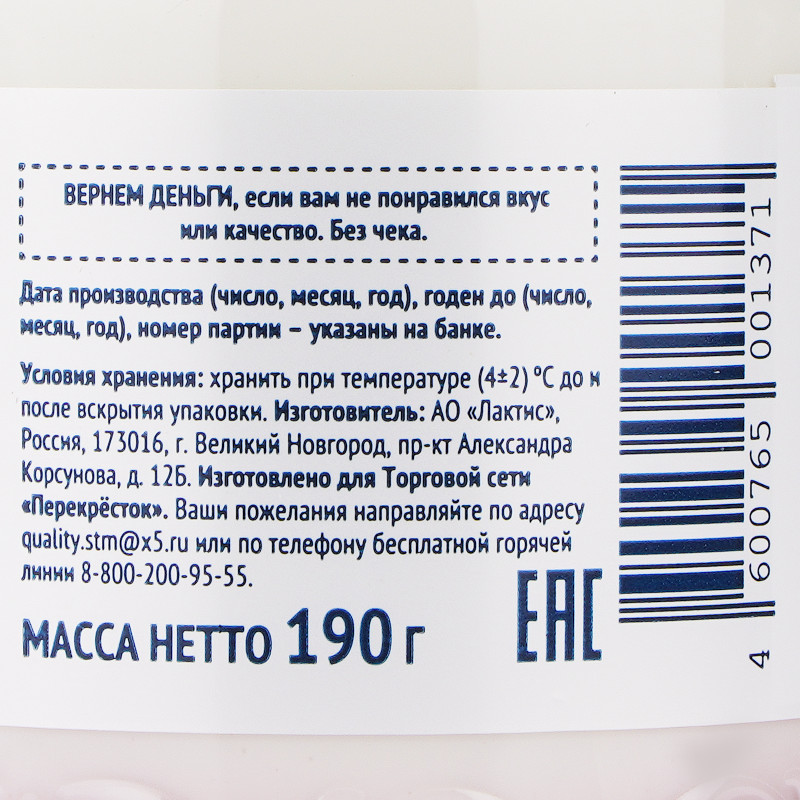 ВЕРНЕМ ДЕНЬГИ, если вам не понравился вкус
или качество. Без чека.
Дата производства (число, месяц, год), годен до (число,
месяц, год), номер партии – указаны на банке.
Условия хранения: хранить при температуре (4±2) °С до и
после вскрытия упаковки. Изготовитель: АО «Лактис»,
Россия, 173016, г. Великий Новгород, пр-кт Александра
Корсунова, д. 12Б. Изготовлено для Торговой сети
«Перекрёсток». Ваши пожелания направляйте по адресу
quality.stm@x5.ru или по телефону бесплатной горячей
линии 8-800-200-95-55.
МАССА НЕТТО 190 г
ЕАС
4 600765 001371